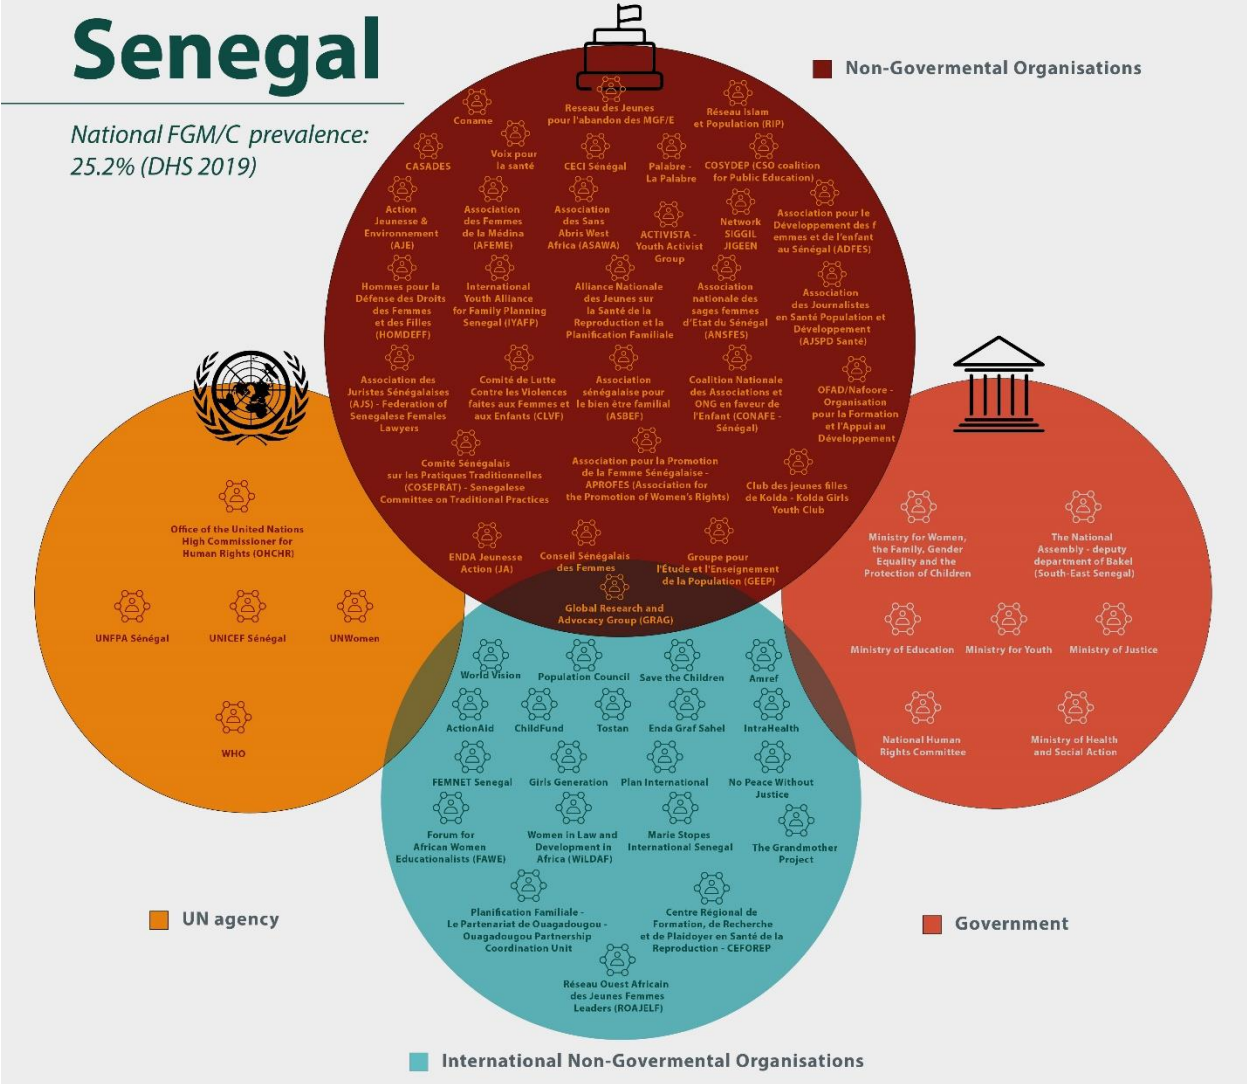 Senegal
National FGM/C prevalence:
25.2% (DHS 2019)
Non-Govermental Organisations
Coname
Reseau des Jeunes
pour l'abandon des MGF/E
Réseau Islam
et Population (RIP)
CASADES
Voix pour
la santé
CECI Sénégal
Palabre -
La Palabre
COSYDEP (CSO coalition
for Public Education)
Action
Jeunesse &
Environnement
(AJE)
Association
des Femmes
de la Médina
(AFEME)
Association
des Sans
Abris West
Africa (ASAWA)
ACTIVISTA -
Youth Activist
Group
Network
SIGGIL
JIGEEN
Association pour le
Développement des f
emmes et de l'enfant
au Sénégal (ADFES)
Hommes pour la
Défense des Droits
des Femmes
et des Filles
(HOMDEFF)
International
Youth Alliance
for Family Planning
Senegal (IYAFP)
Alliance Nationale
des Jeunes sur
la Santé de la
Reproduction et la
Planification Familiale
Association
nationale des
sages femmes
d'Etat du Sénégal
(ANSFES)
Association
des Journalistes
en Santé Population et
Développement
(AJSPD Santé)
Association des
Juristes Sénégalaises
(AJS) - Federation of
Senegalese Females
Lawyers
Comité de Lutte
Contre les Violences
faites aux Femmes et
aux Enfants (CLVF)
Association
sénégalaise pour
le bien être familial
(ASBEF)
Coalition Nationale
des Associations et
ONG en faveur de
l'Enfant (CONAFE -
Sénégal)
OFAD/Nafoore -
Organisation
pour la Formation
et l'Appui au
Développement
Comité Sénégalais
sur les Pratiques Traditionnelles
(COSEPRAT) - Senegalese
Committee on Traditional Practices
Association pour la Promotion
de la Femme Sénégalaise -
APROFES (Association for
the Promotion of Women's Rights)
Club des jeunes filles
de Kolda - Kolda Girls
Youth Club
ENDA Jeunesse
Action (JA)
Conseil Sénégalais
des Femmes
Groupe pour
l'Étude et l'Enseignement
de la Population (GEEP)
Global Research and
Advocacy Group (GRAG)
Office of the United Nations
High Commissioner for
Human Rights (OHCHR)
UNFPA Sénégal
UNICEF Sénégal
UNWomen
WHO
UN agency
Ministry for Women,
the Family, Gender
Equality and the
Protection of Children
The National
Assembly - deputy
department of Bakel
(South-East Senegal)
Ministry of Education
Ministry for Youth
Ministry of Justice
National Human
Rights Committee
Ministry of Health
and Social Action
Government
World Vision
Population Council
Save the Children
Amref
ActionAid
ChildFund
Tostan
Enda Graf Sahel
IntraHealth
FEMNET Senegal
Girls Generation
Plan International
No Peace Without
Justice
Forum for
African Women
Educationalists (FAWE)
Women in Law and
Development in
Africa (WiLDAF)
Marie Stopes
International Senegal
The Grandmother
Project
Planification Familiale -
Le Partenariat de Ouagadougou -
Ouagadougou Partnership
Coordination Unit
Centre Régional de
Formation, de Recherche
et de Plaidoyer en Santé de la
Reproduction - CEFOREP
Réseau Ouest Africain
des Jeunes Femmes
Leaders (ROAJELF)
International Non-Govermental Organisations